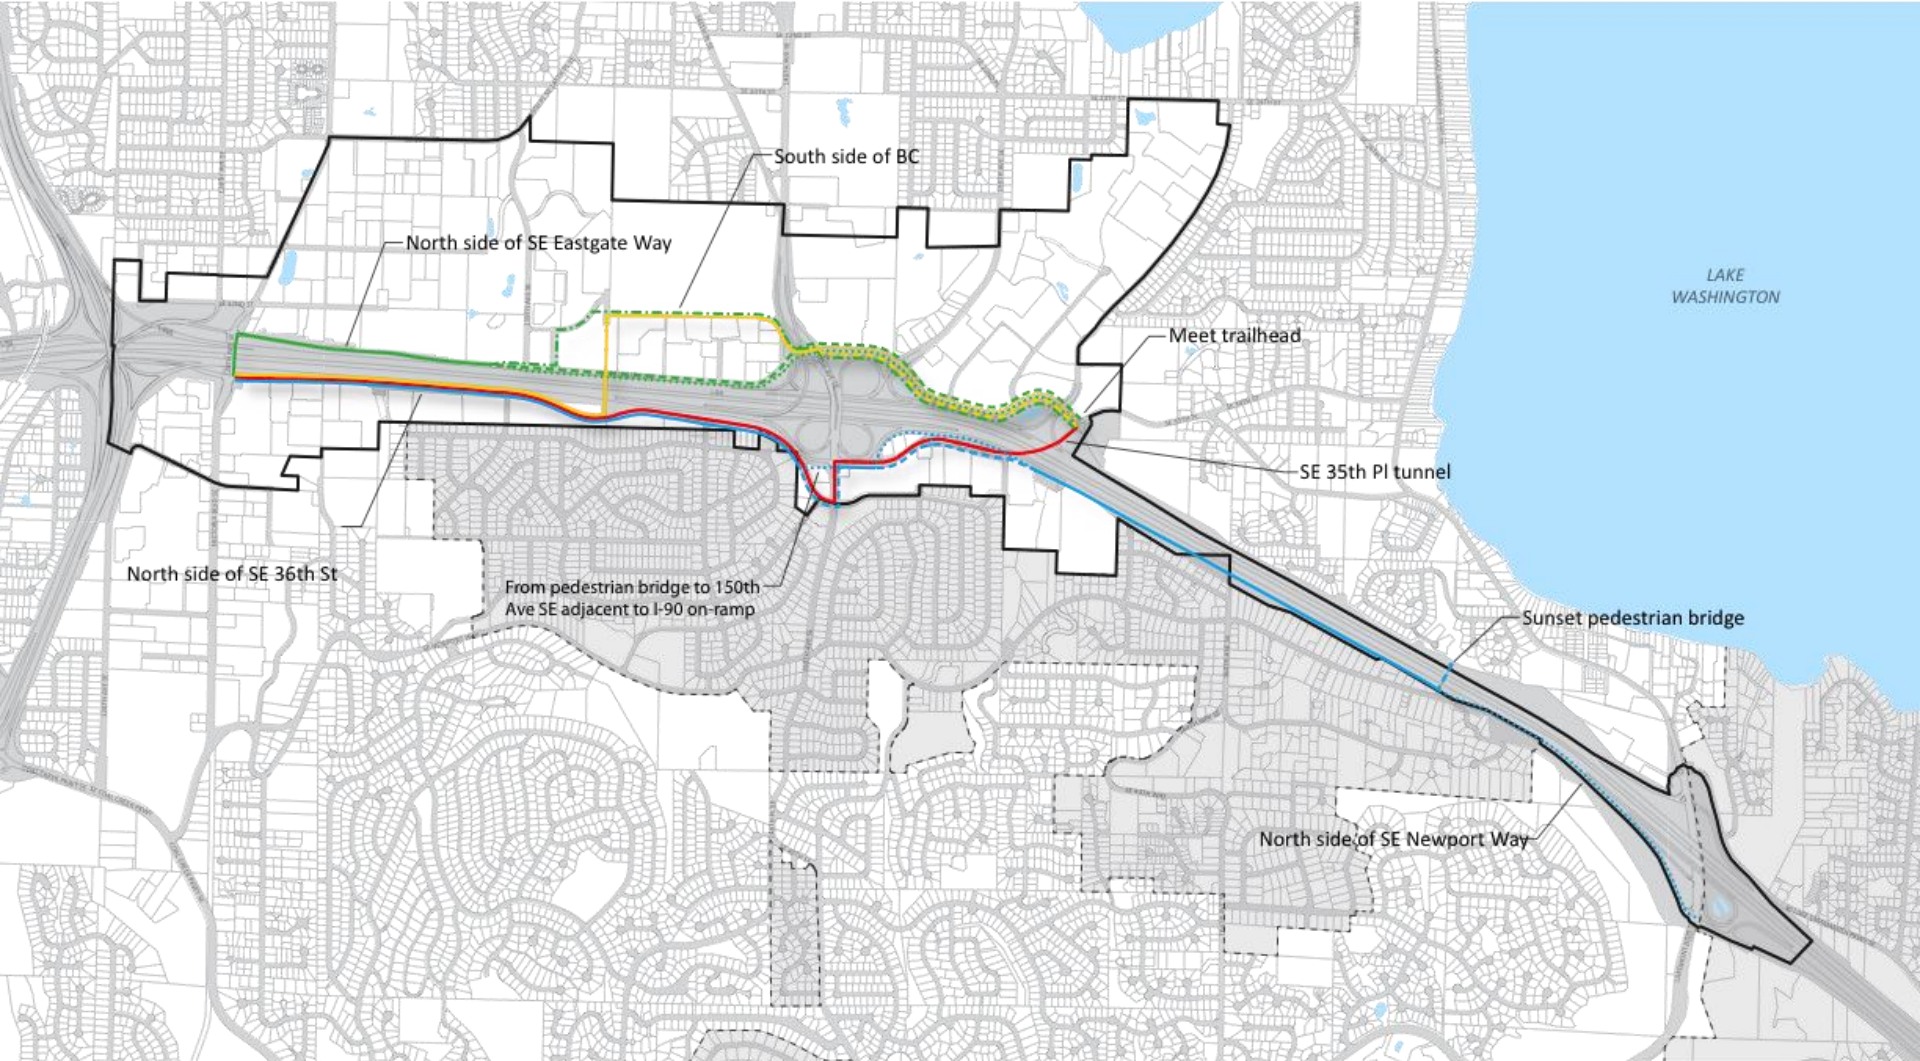 South side of BC
North side of SE Eastgate Way
LAKE
WASHINGTON
Meet trailhead
SE 35th Pl tunnel
North side of SE 36th St
From pedestrian bridge to 150th
Ave SE adjacent to I-90 on-ramp
Sunset pedestrian bridge
North side of SE Newport Way